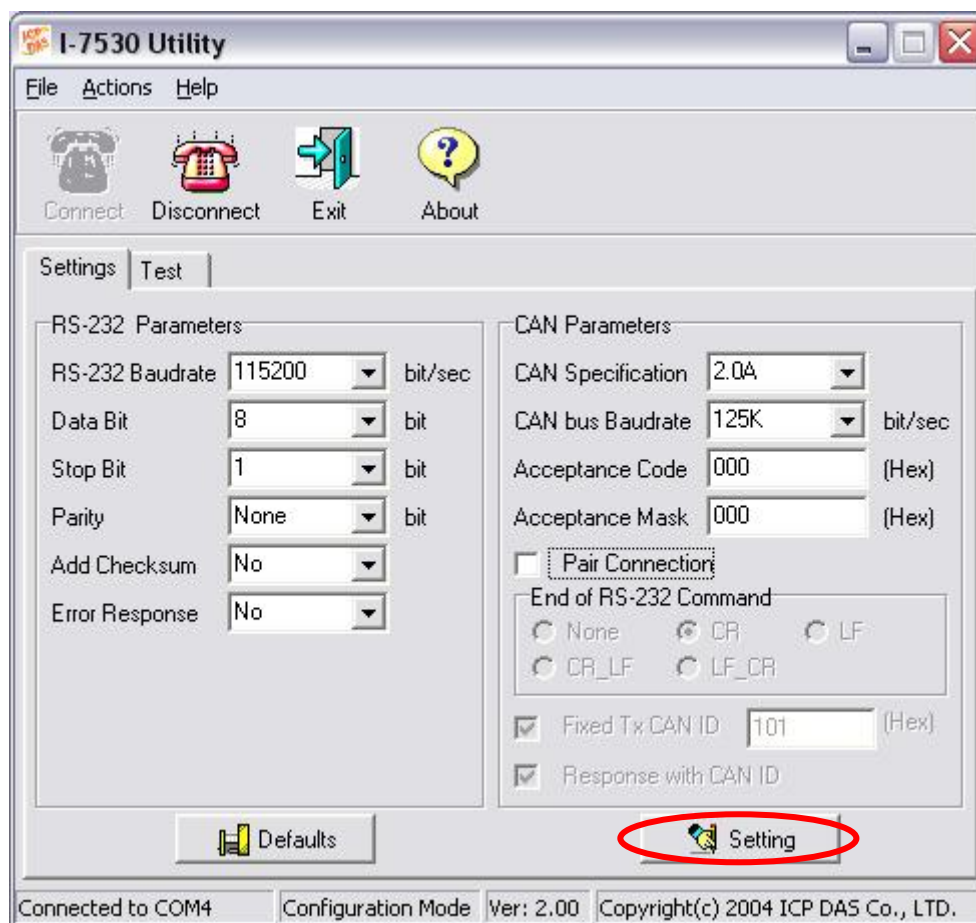 ICP DAS I-7530 Utility
File Actions Help
Connect Disconnect Exit About
Settings Test
RS-232 Parameters
RS-232 Baudrate 115200 bit/sec
Data Bit 8 bit
Stop Bit 1 bit
Parity None bit
Add Checksum No
Error Response No
CAN Parameters
CAN Specification 2.0A
CAN bus Baudrate 125K bit/sec
Acceptance Code 000 (Hex)
Acceptance Mask 000 (Hex)
Pair Connection
End of RS-232 Command
None CR LF
CR_LF LF_CR
Fixed Tx CAN ID 101 (Hex)
Response with CAN ID
Defaults Setting
Connected to COM4 Configuration Mode Ver: 2.00 Copyright(c) 2004 ICP DAS Co., LTD.